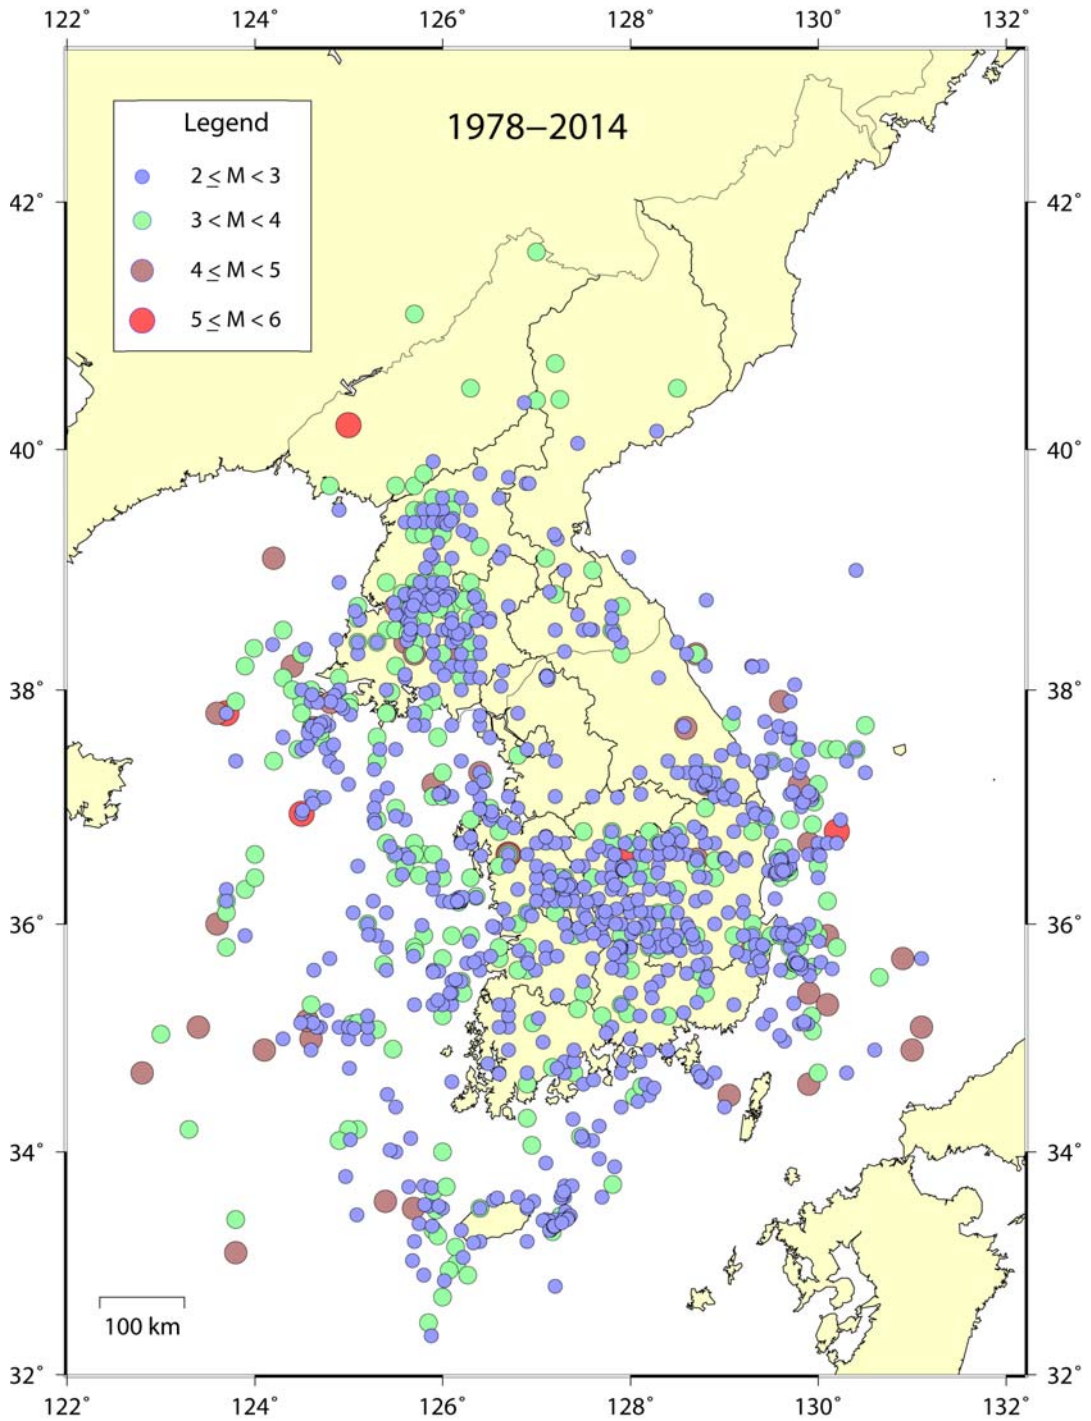 122° 124° 126° 128° 130° 132°
Legend
1978–2014
2 ≤ M < 3
3 < M < 4
4 ≤ M < 5
5 ≤ M < 6
42° 42°
40° 40°
38° 38°
36° 36°
34° 34°
100 km
32° 32°
122° 124° 126° 128° 130° 132°